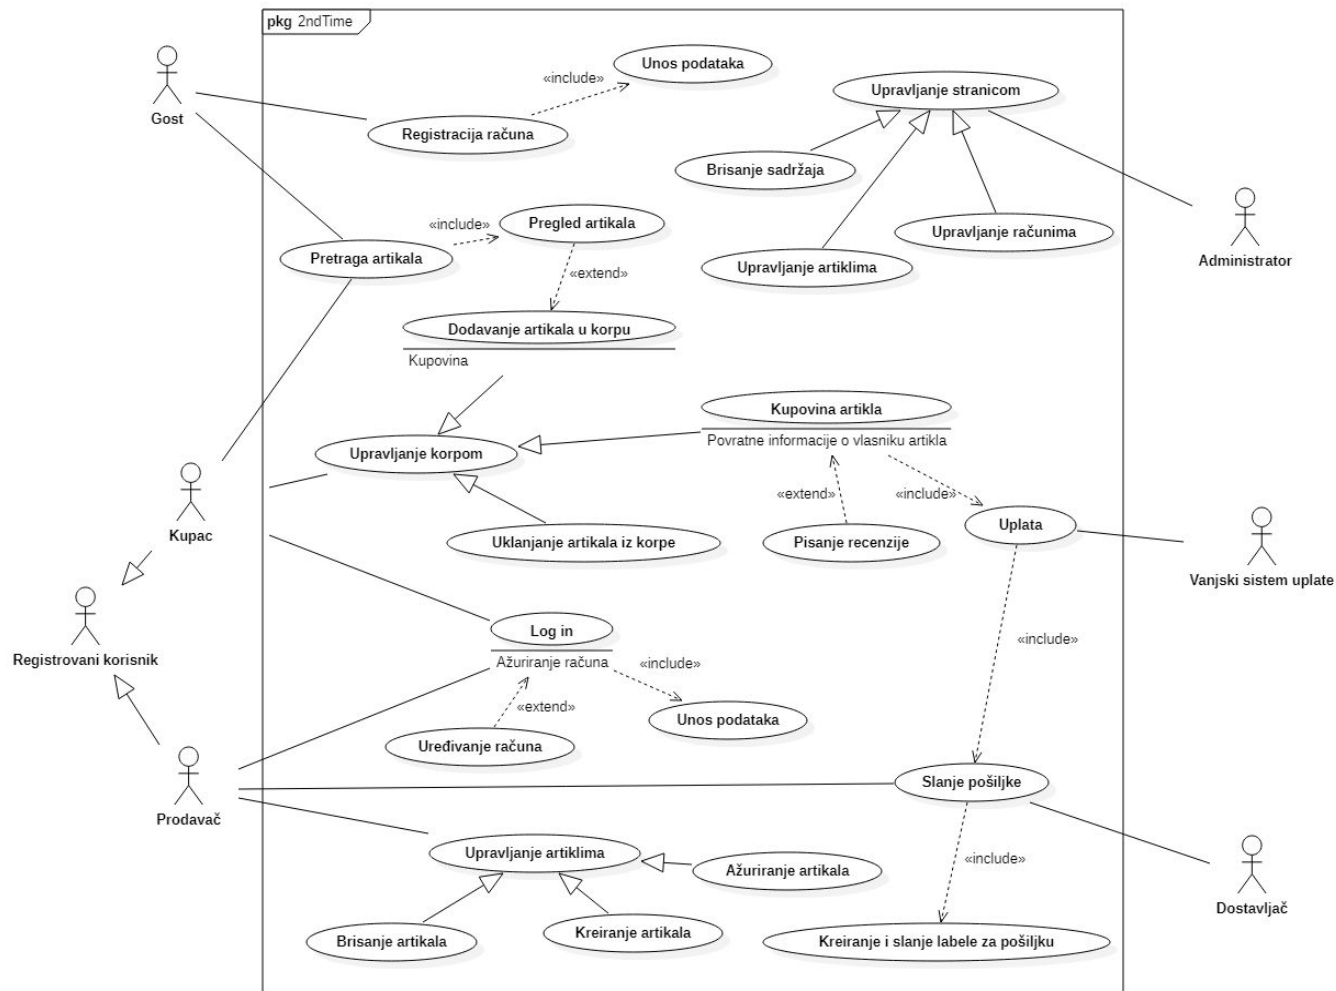 pkg 2ndTime
Unos podataka
«include»
Upravljanje stranicom
Gost
Registracija računa
Brisanje sadržaja
Pregled artikala
«include»
Upravljanje računima
Pretraga artikala
Administrator
Upravljanje artiklima
«extend»
Dodavanje artikala u korpu
Kupovina
Kupovina artikla
Povratne informacije o vlasniku artikla
Upravljanje korpom
«extend»
«include»
Uplata
Kupac
Uklanjanje artikala iz korpe
Pisanje recenzije
Vanjski sistem uplate
Log in
«include»
Registrovani korisnik
Ažuriranje računa
«include»
«extend»
Unos podataka
Uređivanje računa
Slanje pošiljke
Prodavač
Upravljanje artiklima
«include»
Ažuriranje artikala
Dostavljač
Kreiranje artikala
Brisanje artikala
Kreiranje i slanje labele za pošiljku